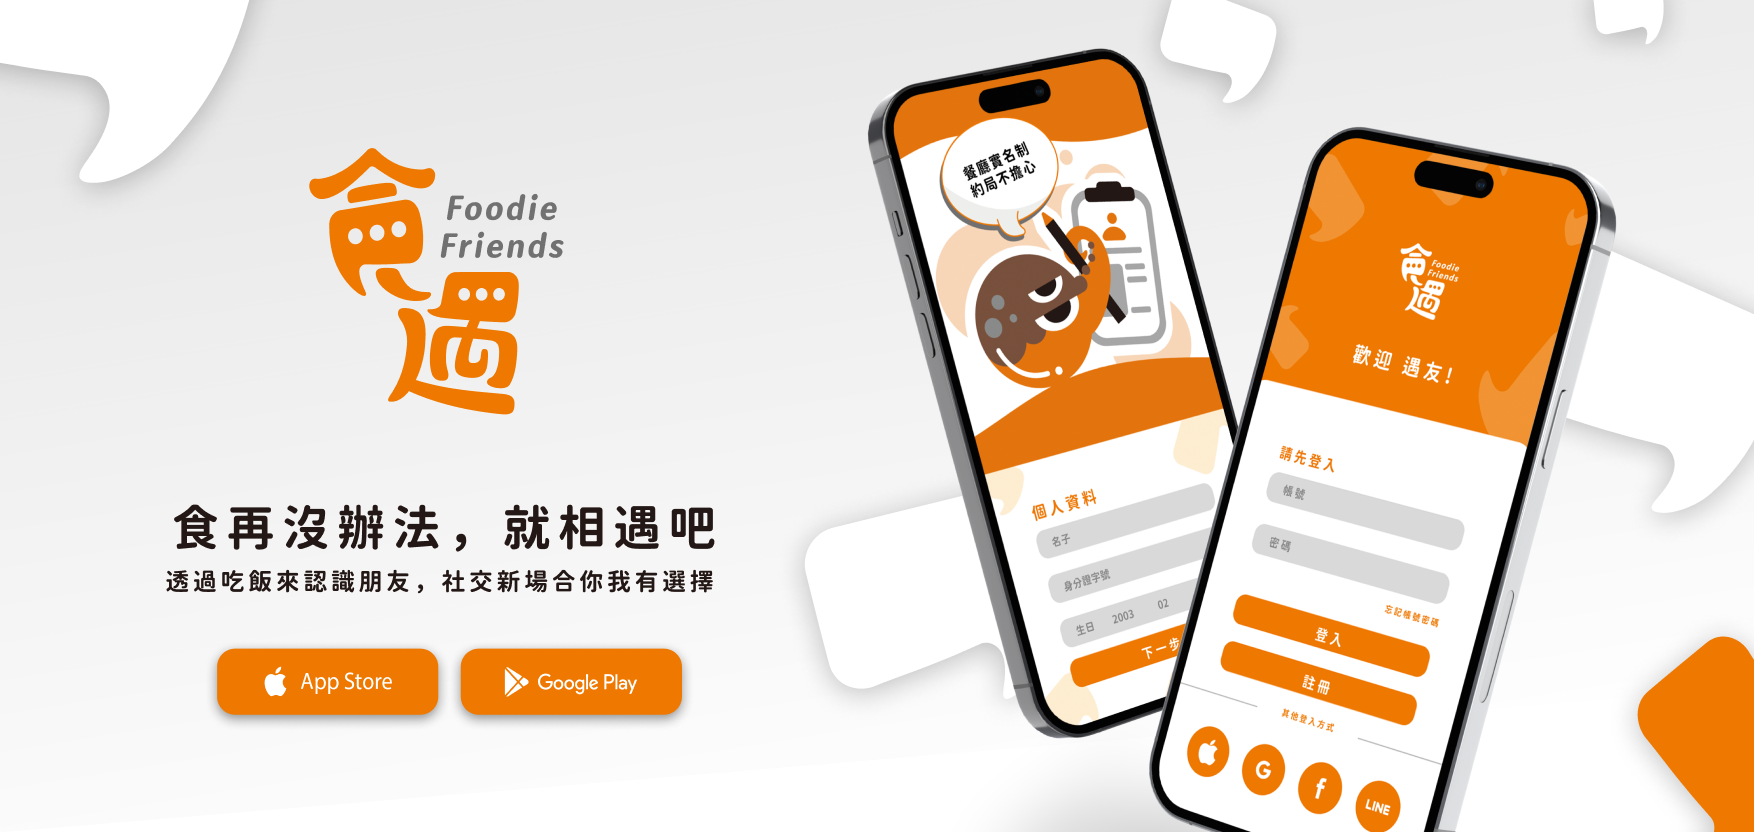 食遇
Foodie
Friends
食再沒辦法，就相遇吧
透過吃飯來認識朋友，社交新場合你我有選擇
App Store
Google Play
餐廳實名制
約局不擔心
個人資料
名子
身分證字號
生日 2003 02
下一步
食遇
Foodie
Friends
歡迎 遇友!
請先登入
帳號
密碼
忘記帳號密碼
登入
註冊
其他登入方式
G
f
LINE